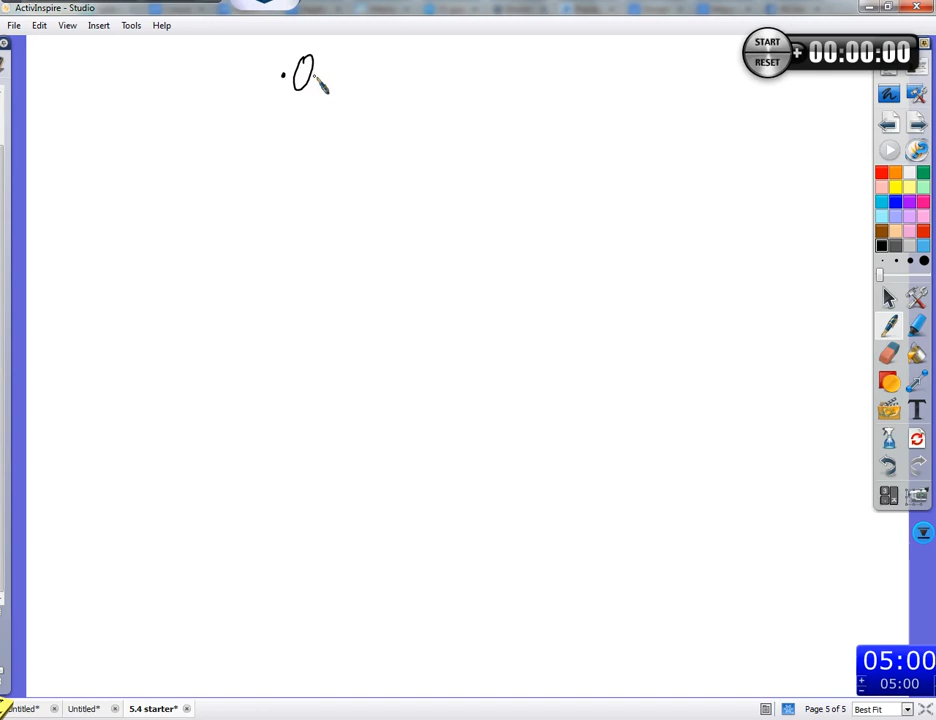 ActivInspire - Studio
File Edit View Insert Tools Help
START
RESET
+ 00:00:00
.0
T
05:00
05:00
ntitled* Untitled* 5.4 starter* Page 5 of 5 Best Fit